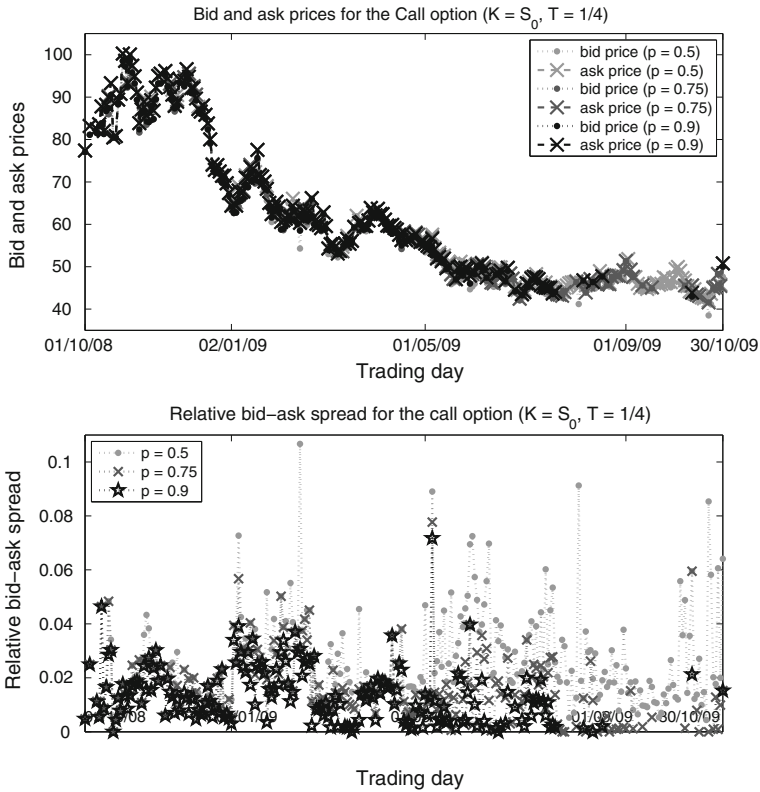 Bid and ask prices for the Call option (K = S0, T = 1/4)
Bid and ask prices
100
90
80
70
60
50
40
bid price (p = 0.5)
ask price (p = 0.5)
bid price (p = 0.75)
ask price (p = 0.75)
bid price (p = 0.9)
ask price (p = 0.9)
01/10/08 02/01/09 01/05/09 01/09/09 30/10/09
Trading day
Relative bid−ask spread for the call option (K = S0, T = 1/4)
Relative bid−ask spread
0.1
0.08
0.06
0.04
0.02
0
p = 0.5
p = 0.75
p = 0.9
30/10/09
Trading day